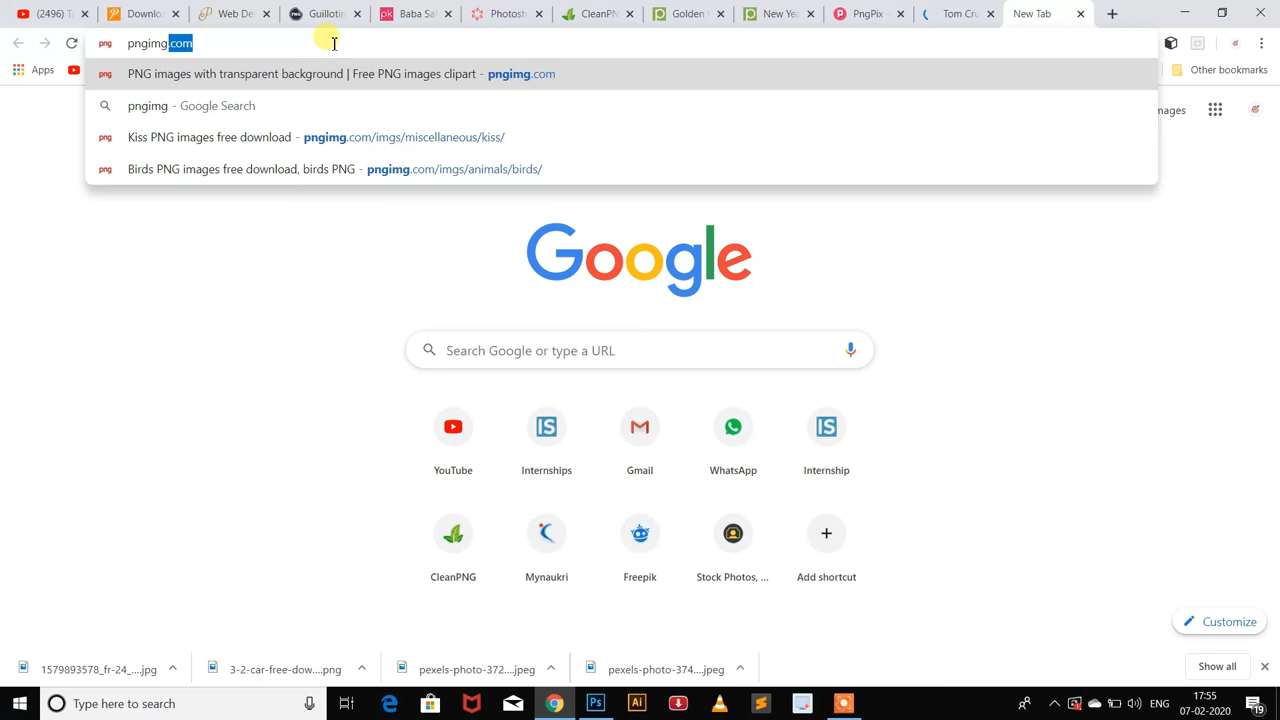 (2496) T
Downlo
Web De
Guillotin
Baba Sa
Photosh
CleanPN
Golden
New Yea
PngPix
Tom Cru
New Tab
pngimg.com
Apps
Other bookmarks
PNG images with transparent background | Free PNG images clipart - pngimg.com
pngimg - Google Search
mages
Kiss PNG images free download - pngimg.com/imgs/miscellaneous/kiss/
Birds PNG images free download, birds PNG - pngimg.com/imgs/animals/birds/
Google
Search Google or type a URL
YouTube
Internships
Gmail
WhatsApp
Internship
CleanPNG
Mynaukri
Freepik
Stock Photos, ...
Add shortcut
Customize
1579893578_fr-24_....jpg
3-2-car-free-dow....png
pexels-photo-372....jpeg
pexels-photo-374....jpeg
Show all
Type here to search
ENG
17:55
07-02-2020
19